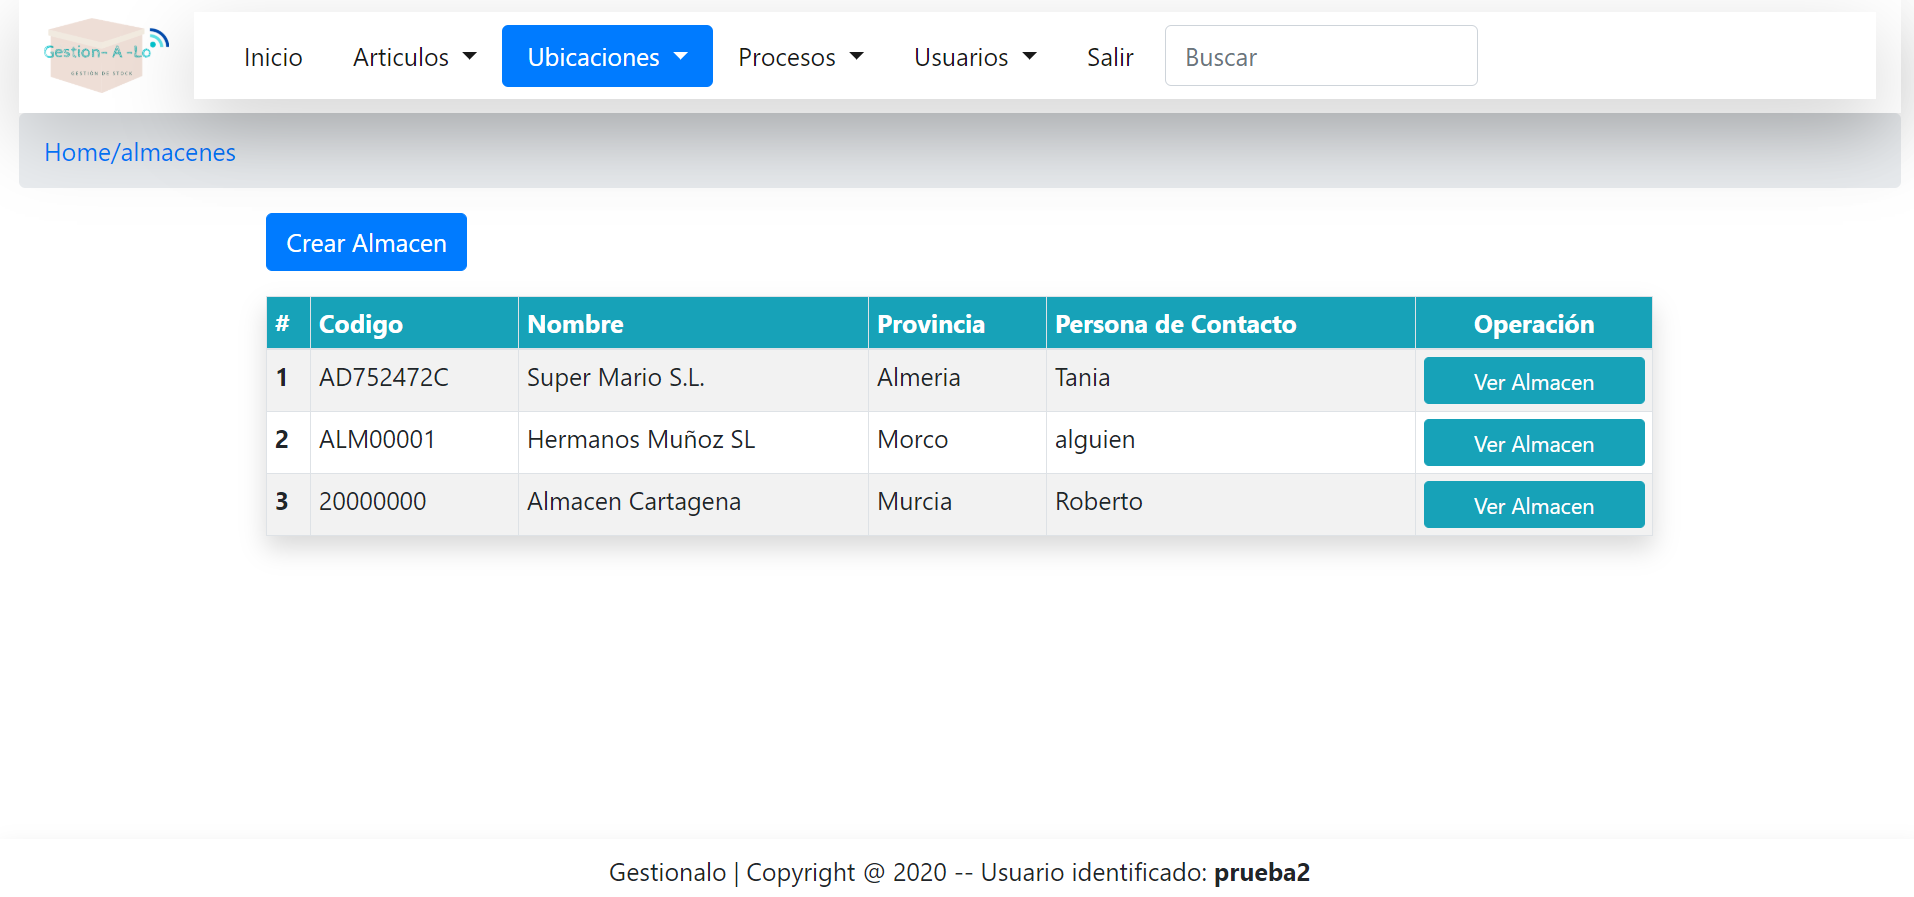 Gestion- A -Lo
GESTION DE STOCK
Inicio Articulos Ubicaciones Procesos Usuarios Salir Buscar
Home/almacenes
Crear Almacen
# Codigo Nombre Provincia Persona de Contacto Operación
1 AD752472C Super Mario S.L. Almeria Tania Ver Almacen
2 ALM00001 Hermanos Muñoz SL Morco alguien Ver Almacen
3 20000000 Almacen Cartagena Murcia Roberto Ver Almacen
Gestionalo | Copyright @ 2020 -- Usuario identificado: prueba2